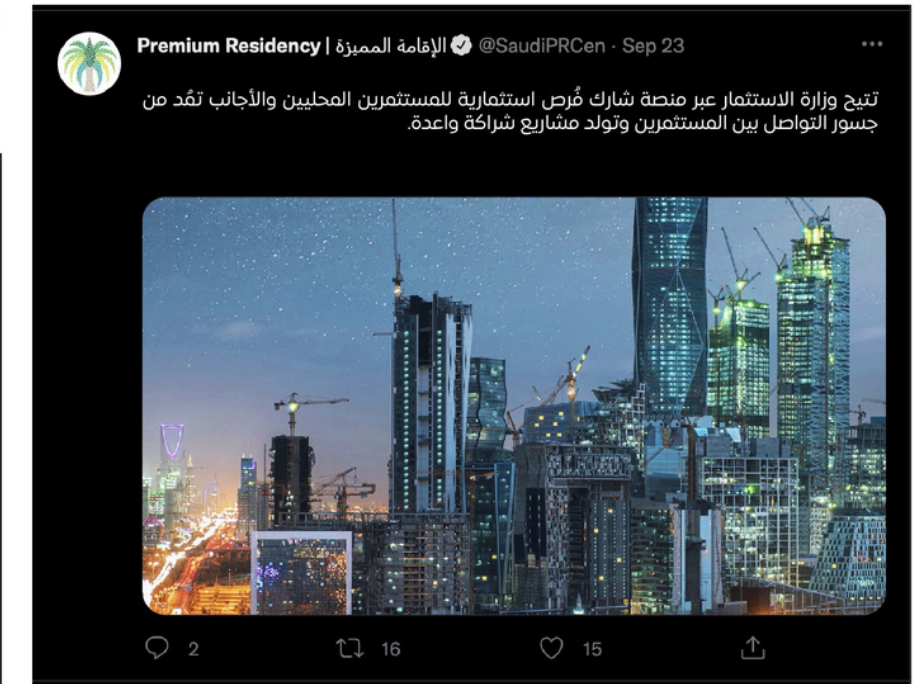 Premium Residency | الإقامة المميزة @SaudiPRCen · Sep 23
تتيح وزارة الاستثمار عبر منصة شارك فُرص استثمارية للمستثمرين المحليين والأجانب تمُد من
جسور التواصل بين المستثمرين وتولد مشاريع شراكة واعدة.
2 16 15